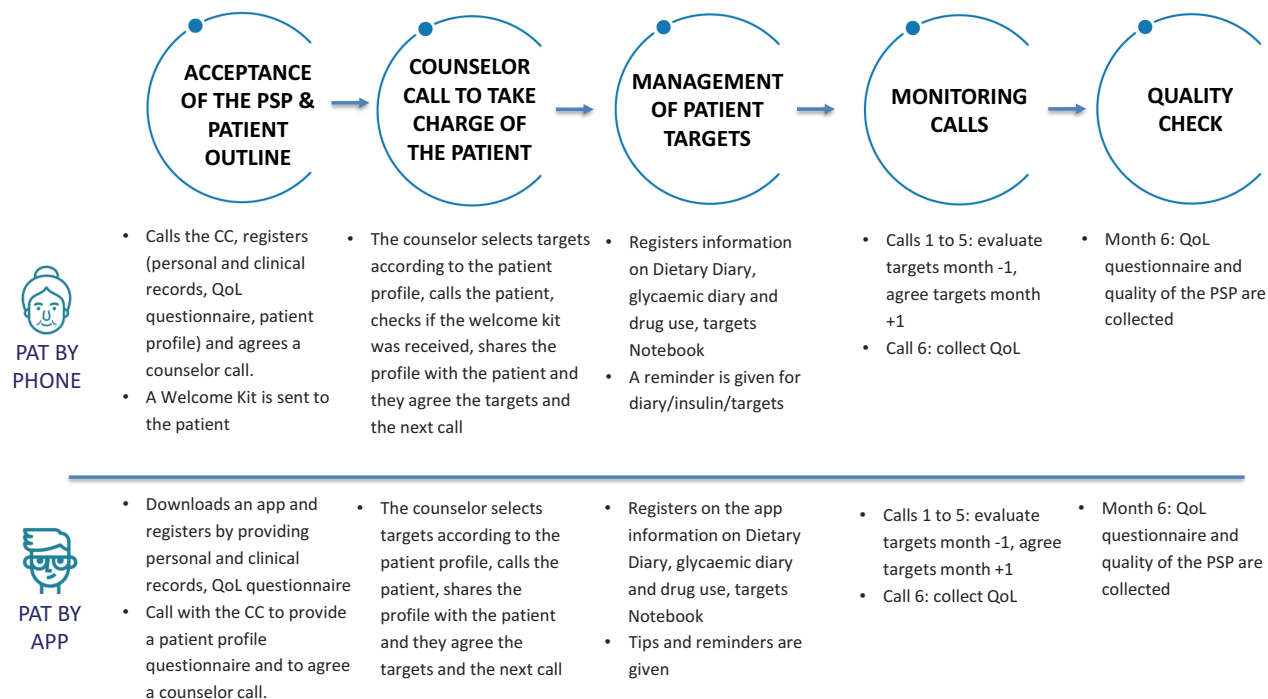 ACCEPTANCE
OF THE PSP &
PATIENT
OUTLINE
COUNSELOR
CALL TO TAKE
CHARGE OF
THE PATIENT
MANAGEMENT
OF PATIENT
TARGETS
MONITORING
CALLS
QUALITY
CHECK
PAT BY
PHONE
• Calls the CC, registers
(personal and clinical
records, QoL
questionnaire, patient
profile) and agrees a
counselor call.
• A Welcome Kit is sent to
the patient
• The counselor selects targets
according to the patient
profile, calls the patient,
checks if the welcome kit
was received, shares the
profile with the patient and
they agree the targets and
the next call
• Registers information
on Dietary Diary,
glycaemic diary and
drug use, targets
Notebook
• A reminder is given for
diary/insulin/targets
• Calls 1 to 5: evaluate
targets month -1,
agree targets month
+1
• Call 6: collect QoL
• Month 6: QoL
questionnaire and
quality of the PSP are
collected
PAT BY
APP
• Downloads an app and
registers by providing
personal and clinical
records, QoL questionnaire
• Call with the CC to provide
a patient profile
questionnaire and to agree
a counselor call.
• The counselor selects
targets according to the
patient profile, calls the
patient, shares the
profile with the patient
and they agree the
targets and the next call
• Registers on the app
information on Dietary
Diary, glycaemic diary
and drug use, targets
Notebook
• Tips and reminders are
given
• Calls 1 to 5: evaluate
targets month -1, agree
targets month +1
• Call 6: collect QoL
• Month 6: QoL
questionnaire and
quality of the PSP are
collected